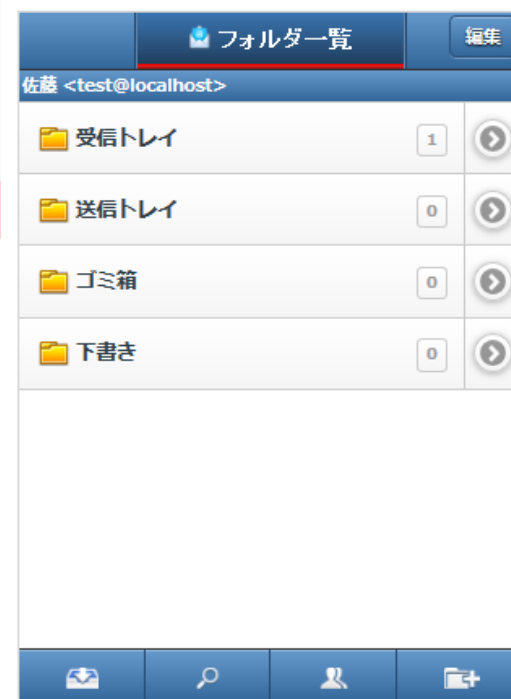 フォルダ一覧
編集
佐藤 <test@localhost>
受信トレイ 1
送信トレイ 0
ゴミ箱 0
下書き 0